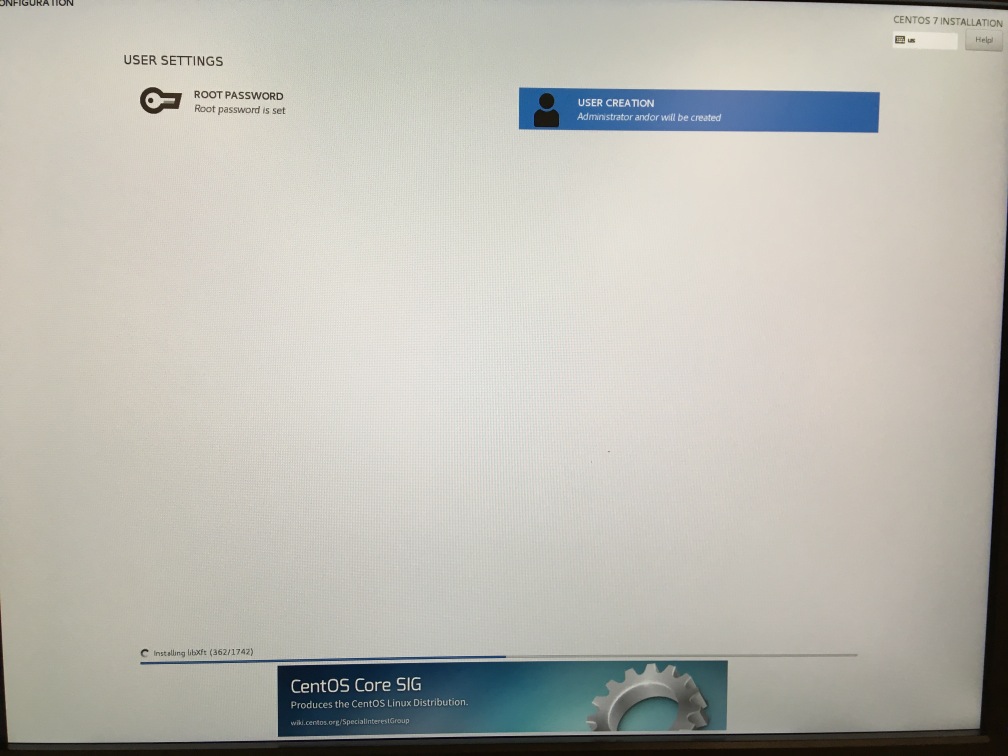 ONFIGURATION
CENTOS 7 INSTALLATION
us
Help!
USER SETTINGS
ROOT PASSWORD
Root password is set
USER CREATION
Administrator andor will be created
Installing libXft (362/1742)
CentOS Core SIG
Produces the CentOS Linux Distribution.
wiki.centos.org/SpecialInterestGroup